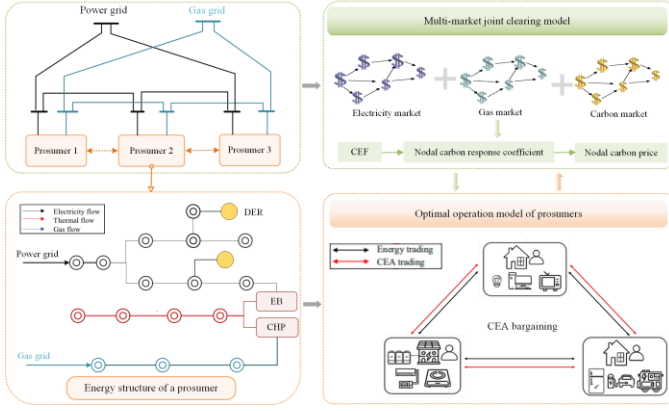 Power grid
Gas grid
Prosumer 1
Prosumer 2
Prosumer 3
Multi-market joint clearing model
Electricity market
Gas market
Carbon market
CEF
Nodal carbon response coefficient
Nodal carbon price
Electricity flow
Thermal flow
Gas flow
DER
Power grid
EB
CHP
Gas grid
Energy structure of a prosumer
Optimal operation model of prosumers
Energy trading
CEA trading
CEA bargaining